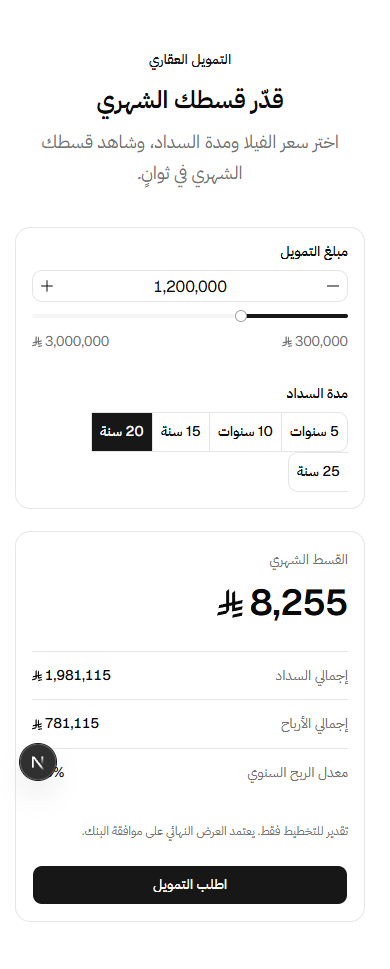 التمويل العقاري
قدّر قسطك الشهري
اختر سعر الفيلا ومدة السداد، وشاهد قسطك
الشهري في ثوانٍ.
مبلغ التمويل
− 1,200,000 +
300,000 ⃁ 3,000,000 ⃁
مدة السداد
5 سنوات 10 سنوات 15 سنة 20 سنة
25 سنة
القسط الشهري
8,255 ⃁
إجمالي السداد 1,981,115 ⃁
إجمالي الأرباح 781,115 ⃁
معدل الربح السنوي %
تقدير للتخطيط فقط. يعتمد العرض النهائي على موافقة البنك.
اطلب التمويل
N